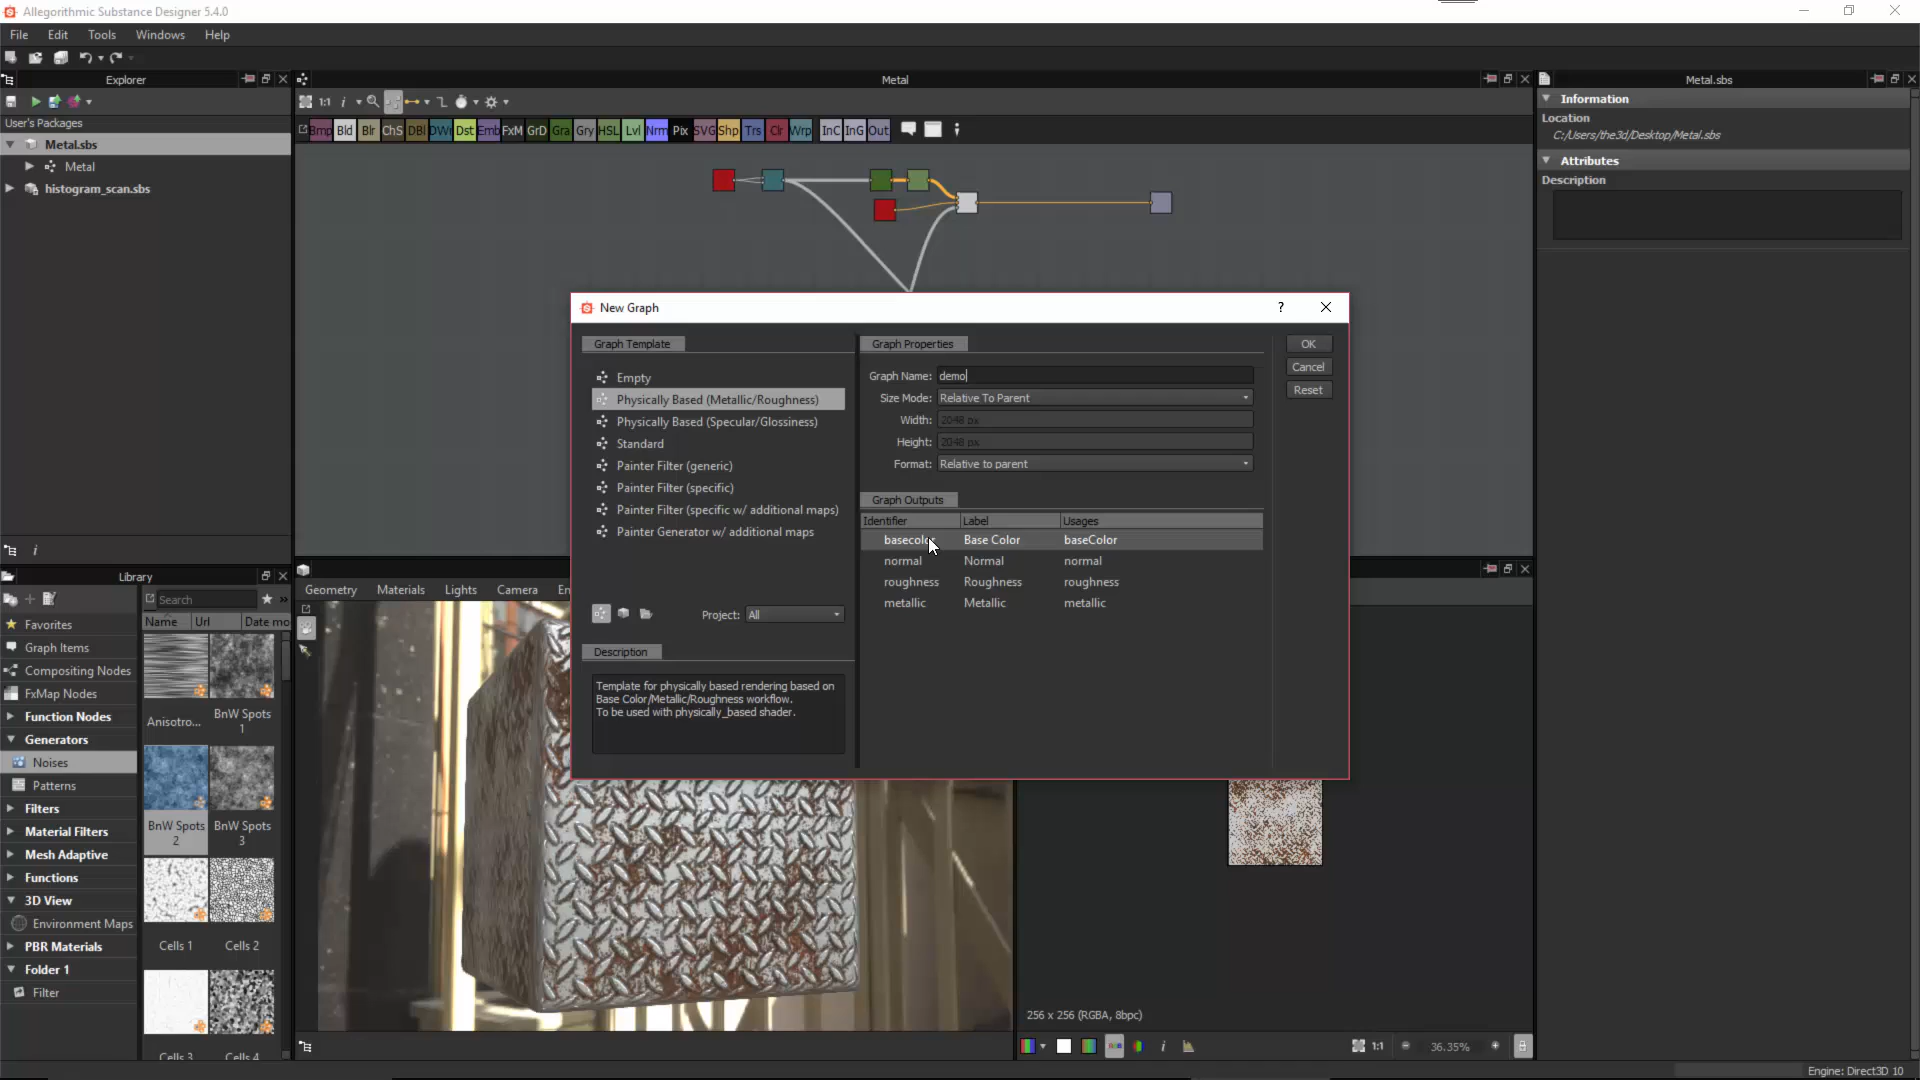 Allegorithmic Substance Designer 5.4.0
File Edit Tools Windows Help
Explorer
Metal
Metal.sbs
1:1
User's Packages
Bmp Bld Blr ChS DBl DWr Dst Emb FxM GrD Gra Gry HSL Lvl Nrm Pix SVG Shp Trs Clr Wrp InC InG Out
Metal.sbs
Metal
histogram_scan.sbs
Information
Location
C:/Users/the3d/Desktop/Metal.sbs
Attributes
Description
New Graph
?
Graph Template
Empty
Physically Based (Metallic/Roughness)
Physically Based (Specular/Glossiness)
Standard
Painter Filter (generic)
Painter Filter (specific)
Painter Filter (specific w/ additional maps)
Painter Generator w/ additional maps
Project: All
Description
Template for physically based rendering based on
Base Color/Metallic/Roughness workflow.
To be used with physically_based shader.
Graph Properties
Graph Name: demo
Size Mode: Relative To Parent
Width: 2048 px
Height: 2048 px
Format: Relative to parent
Graph Outputs
Identifier Label Usages
basecolor Base Color baseColor
normal Normal normal
roughness Roughness roughness
metallic Metallic metallic
OK
Cancel
Reset
Library
Search
Name Url Date mo
Favorites
Graph Items
Compositing Nodes
FxMap Nodes
Function Nodes
Generators
Noises
Patterns
Filters
Material Filters
Mesh Adaptive
Functions
3D View
Environment Maps
PBR Materials
Folder 1
Filter
Anisotro...
BnW Spots
1
BnW Spots
2
BnW Spots
3
Cells 1
Cells 2
Cells 3
Cells 4
Geometry Materials Lights Camera En
256 x 256 (RGBA, 8bpc)
1:1
36.35%
Engine: Direct3D 10